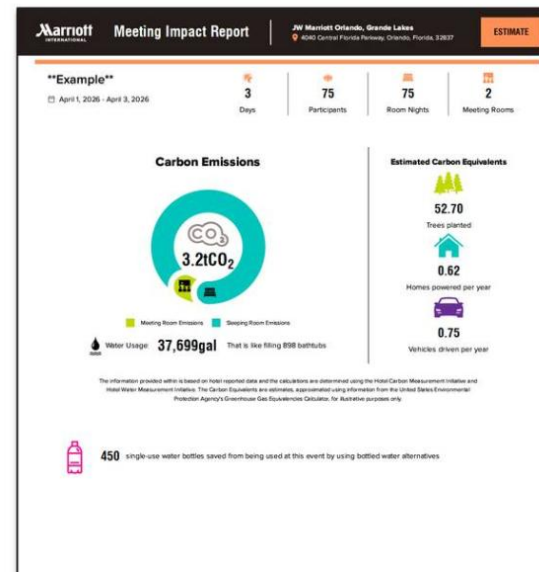 Marriott
INTERNATIONAL
Meeting Impact Report
JW Marriott Orlando, Grande Lakes
4040 Central Florida Parkway, Orlando, Florida, 32837
ESTIMATE
**Example**
April 1, 2026 - April 3, 2026
3
Days
75
Participants
75
Room Nights
2
Meeting Rooms
Carbon Emissions
CO2
3.2tCO2
Meeting Room Emissions
Sleeping Room Emissions
Water Usage: 37,699gal That is like filling 898 bathtubs
Estimated Carbon Equivalents
52.70
Trees planted
0.62
Homes powered per year
0.75
Vehicles driven per year
The information provided within is based on hotel reported data and the calculations are determined using the Hotel Carbon Measurement Initiative and
Hotel Water Measurement Initiative. The Carbon Equivalents are estimates, approximated using information from the United States Environmental
Protection Agency's Greenhouse Gas Equivalencies Calculator, for illustrative purposes only.
450 single-use water bottles saved from being used at this event by using bottled water alternatives